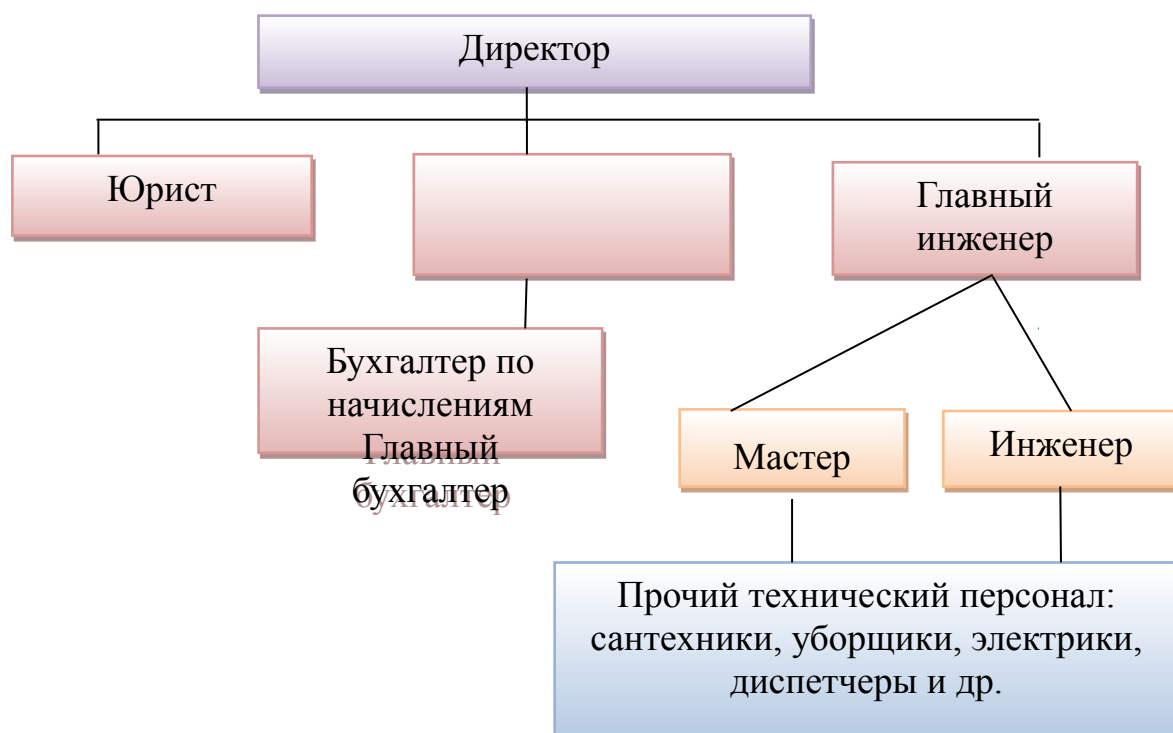 Директор
Юрист
Главный
инженер
Бухгалтер по
начислениям
Главный
бухгалтер
Мастер
Инженер
Прочий технический персонал:
сантехники, уборщики, электрики,
диспетчеры и др.